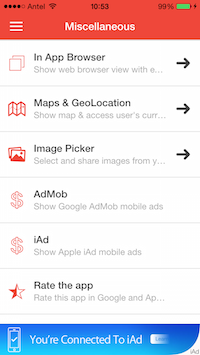 Antel 10:53 99%
Miscellaneous
In App Browser
Show web browser view with e...
Maps & GeoLocation
Show map & access user's curr...
Image Picker
Select and share images from y...
AdMob
Show Google AdMob mobile ads
iAd
Show Apple iAd mobile ads
Rate the app
Rate this app in Google and Ap...
You're Connected To iAd
iAd